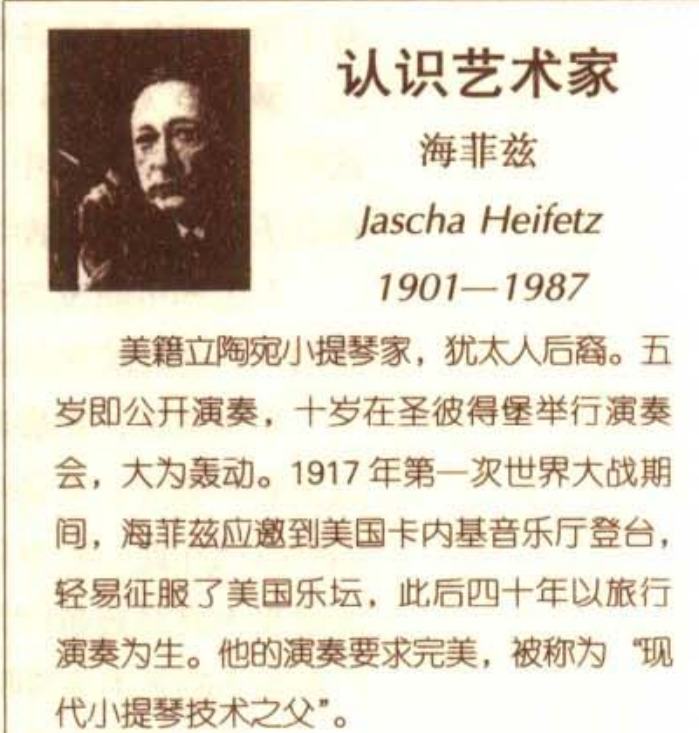 认识艺术家
海菲兹
Jascha Heifetz
1901—1987
美籍立陶宛小提琴家，犹太人后裔。五
岁即公开演奏，十岁在圣彼得堡举行演奏
会，大为轰动。1917 年第一次世界大战期
间，海菲兹应邀到美国卡内基音乐厅登台，
轻易征服了美国乐坛，此后四十年以旅行
演奏为生。他的演奏要求完美，被称为“现
代小提琴技术之父”。